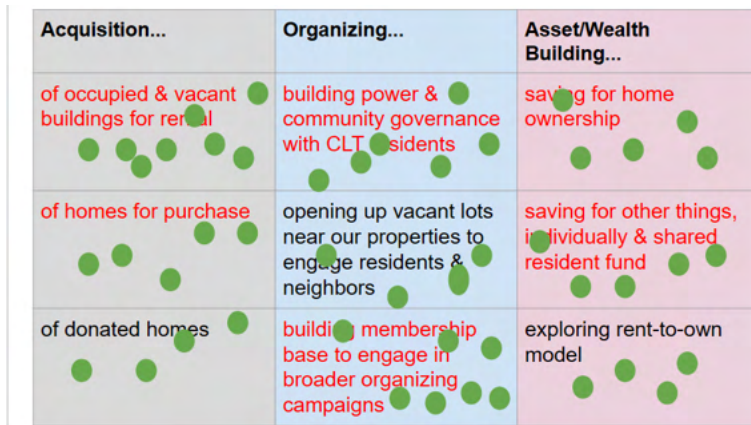 Acquisition...
Organizing...
Asset/Wealth
Building...
of occupied & vacant
buildings for rental
building power &
community governance
with CLT residents
saving for home
ownership
of homes for purchase
opening up vacant lots
near our properties to
engage residents &
neighbors
saving for other things,
individually & shared
resident fund
of donated homes
building membership
base to engage in
broader organizing
campaigns
exploring rent-to-own
model